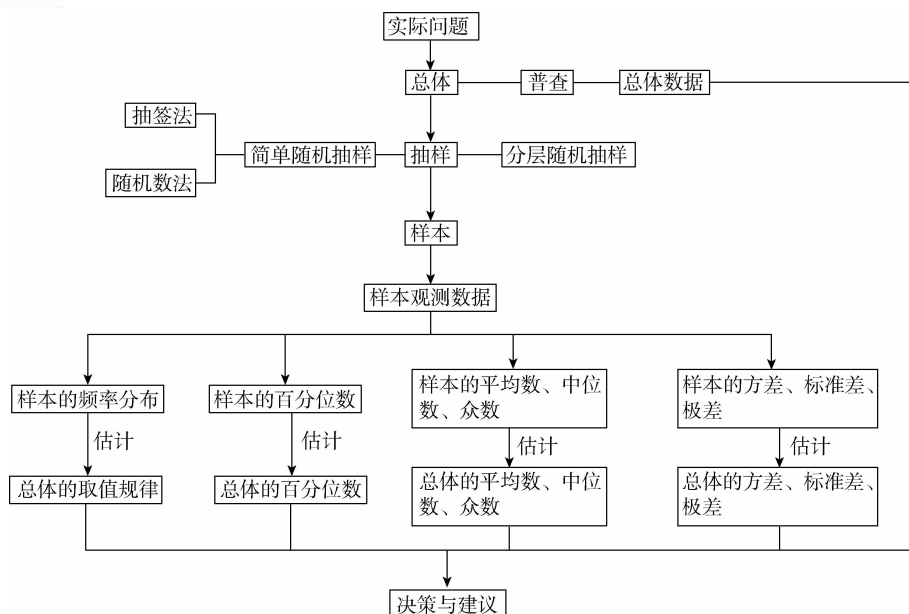 实际问题
总体
普查
总体数据
抽签法
简单随机抽样
抽样
分层随机抽样
随机数法
样本
样本观测数据
样本的频率分布
样本的百分位数
样本的平均数、中位
数、众数
样本的方差、标准差、
极差
估计
估计
估计
估计
总体的取值规律
总体的百分位数
总体的平均数、中位
数、众数
总体的方差、标准差、
极差
决策与建议